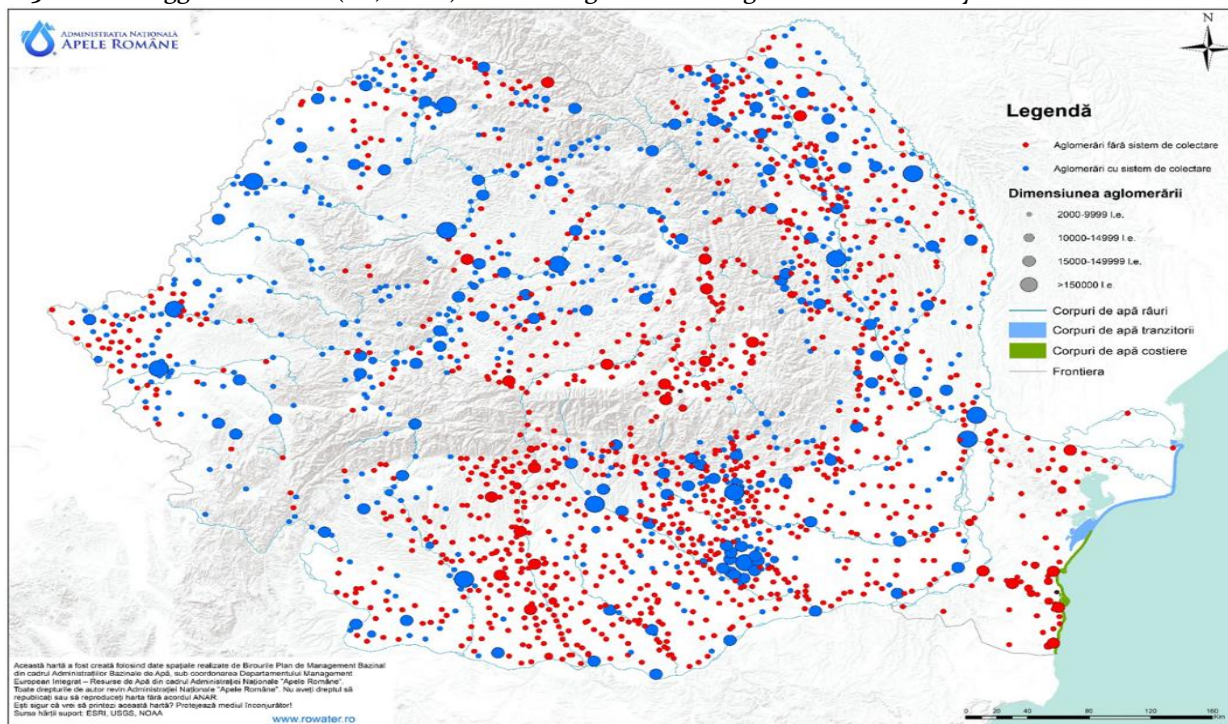 ADMINISTRAȚIA NAȚIONALĂ
APELE ROMÂNE
N
Legendă
Aglomerări fără sistem de colectare
Aglomerări cu sistem de colectare
Dimensiunea aglomerării
2000-9999 l.e.
10000-14999 l.e.
15000-149999 l.e.
>150000 l.e.
Corpuri de apă râuri
Corpuri de apă tranzitorii
Corpuri de apă costiere
Frontiera
Această hartă a fost creată folosind date spațiale realizate de Birourile Plan de Management Bazinal
din cadrul Administrațiilor Bazinale de Apă, sub coordonarea Departamentului Management
European Integrat – Resurse de Apă din cadrul Administrației Naționale "Apele Române".
Toate drepturile de autor revin Administrației Naționale "Apele Române". Nu aveți dreptul să
republicați sau să reproduceți harta fără acordul ANAR.
Ești sigur că vrei să printezi această hartă? Protejează mediul înconjurător!
Sursa hărții suport: ESRI, USGS, NOAA
www.rowater.ro
0 20 40 80 120 160